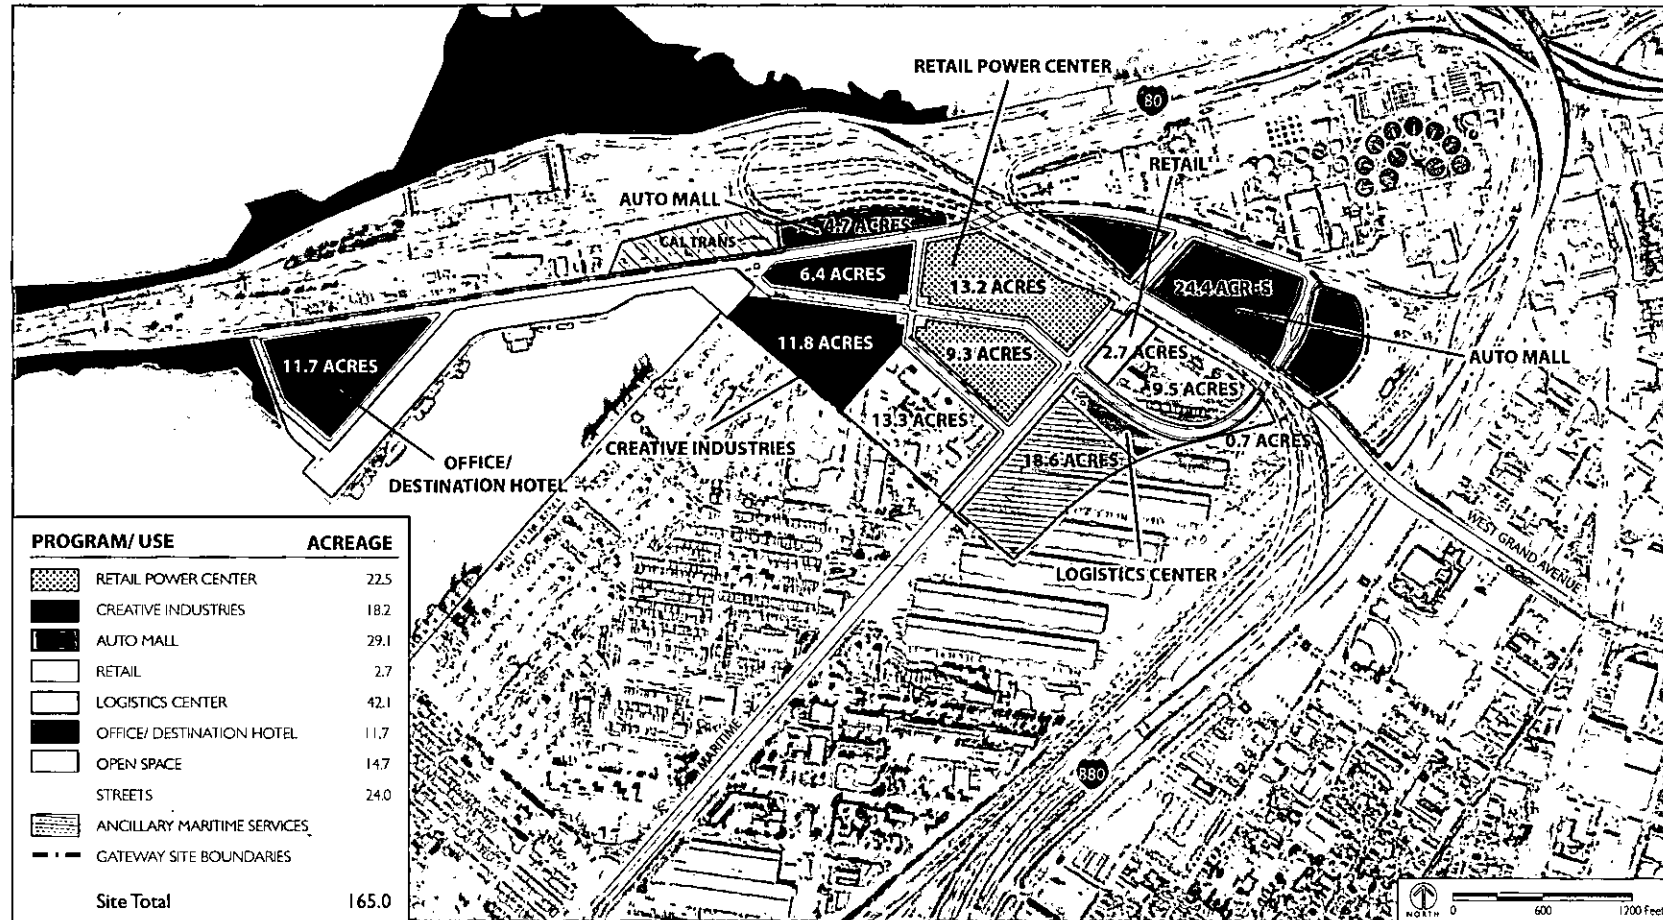 RETAIL POWER CENTER
80
RETAIL
AUTO MALL
4.7 ACRES
CALTRANS
6.4 ACRES
13.2 ACRES
24.4 ACRES
11.8 ACRES
9.3 ACRES
2.7 ACRES
AUTO MALL
11.7 ACRES
9.5 ACRES
13.3 ACRES
0.7 ACRES
CREATIVE INDUSTRIES
18.6 ACRES
OFFICE/
DESTINATION HOTEL
WEST GRAND AVENUE
LOGISTICS CENTER
MARITIME
880
PROGRAM/ USE ACREAGE
RETAIL POWER CENTER 22.5
CREATIVE INDUSTRIES 18.2
AUTO MALL 29.1
RETAIL 2.7
LOGISTICS CENTER 42.1
OFFICE/ DESTINATION HOTEL 11.7
OPEN SPACE 14.7
STREETS 24.0
ANCILLARY MARITIME SERVICES
GATEWAY SITE BOUNDARIES
Site Total 165.0
NORTH
0 600 1200 Feet